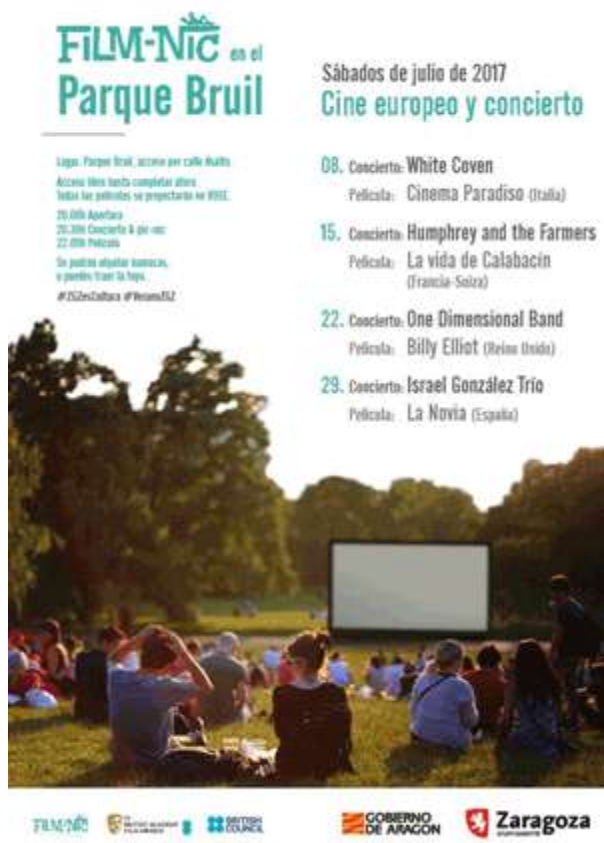 FiLM-Nic en el
Parque Bruil
Lugar: Parque Bruil, acceso por calle Asalto
Acceso libre hasta completar aforo
Todas las películas se proyectarán en VOSE.
20.00h Apertura
20.30h Concierto & pic-nic
22.00h Película
Se podrán alquilar hamacas,
o puedes traer la tuya.
#ZGZesCultura #VeranoZGZ
Sábados de julio de 2017
Cine europeo y concierto
08. Concierto: White Coven
Película: Cinema Paradiso (Italia)
15. Concierto: Humphrey and the Farmers
Película: La vida de Calabacín
(Francia-Suiza)
22. Concierto: One Dimensional Band
Película: Billy Elliot (Reino Unido)
29. Concierto: Israel González Trío
Película: La Novia (España)
FiLM-Nic
BRITISH
COUNCIL
GOBIERNO
DE ARAGON
Zaragoza
AYUNTAMIENTO